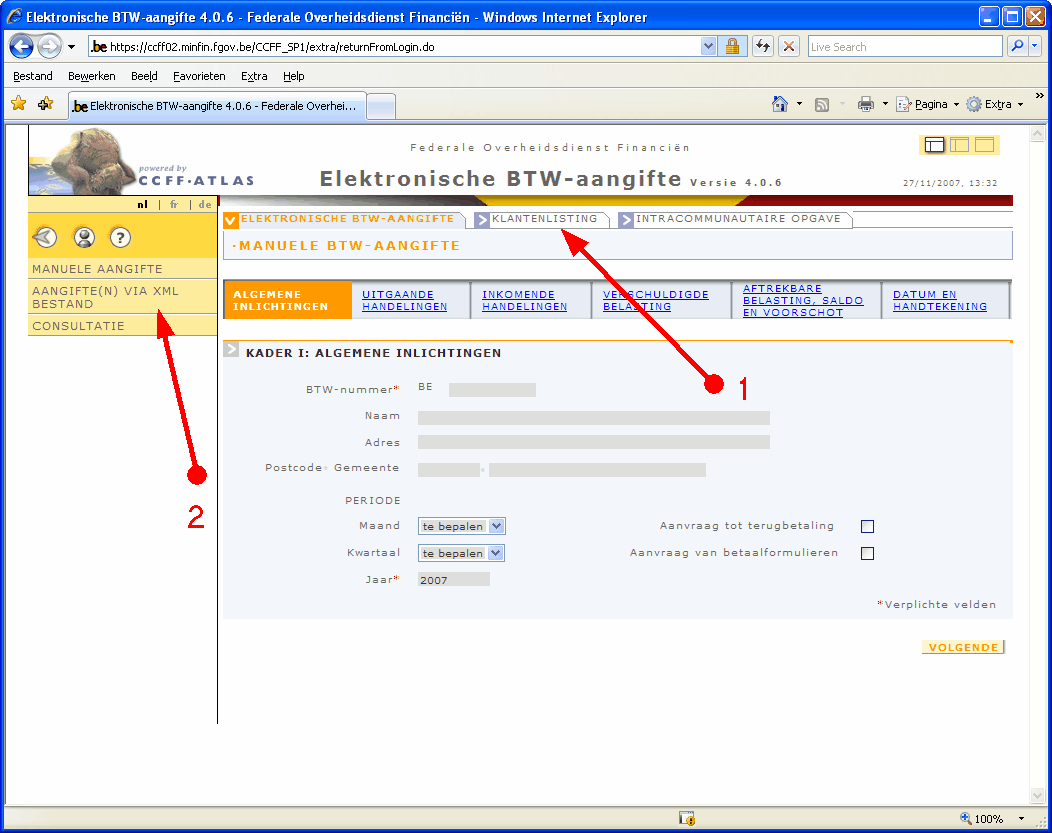 Elektronische BTW-aangifte 4.0.6 - Federale Overheidsdienst Financiën - Windows Internet Explorer
.be https://ccff02.minfin.fgov.be/CCFF_SP1/extra/returnFromLogin.do
Live Search
Bestand Bewerken Beeld Favorieten Extra Help
.be Elektronische BTW-aangifte 4.0.6 - Federale Overhei...
Pagina Extra »
Federale Overheidsdienst Financiën
powered by
CCFF-ATLAS
Elektronische BTW-aangifte Versie 4.0.6
27/11/2007, 13:32
nl | fr | de
ELEKTRONISCHE BTW-AANGIFTE KLANTENLISTING INTRACOMMUNAUTAIRE OPGAVE
·MANUELE BTW-AANGIFTE
?
MANUELE AANGIFTE
AANGIFTE(N) VIA XML
BESTAND
CONSULTATIE
ALGEMENE
INLICHTINGEN
UITGAANDE
HANDELINGEN
INKOMENDE
HANDELINGEN
VERSCHULDIGDE
BELASTING
AFTREKBARE
BELASTING, SALDO
EN VOORSCHOT
DATUM EN
HANDTEKENING
KADER I: ALGEMENE INLICHTINGEN
BTW-nummer* BE
1
Naam
Adres
Postcode- Gemeente -
2
PERIODE
Maand te bepalen Aanvraag tot terugbetaling
Kwartaal te bepalen Aanvraag van betaalformulieren
Jaar* 2007
*Verplichte velden
VOLGENDE
100%